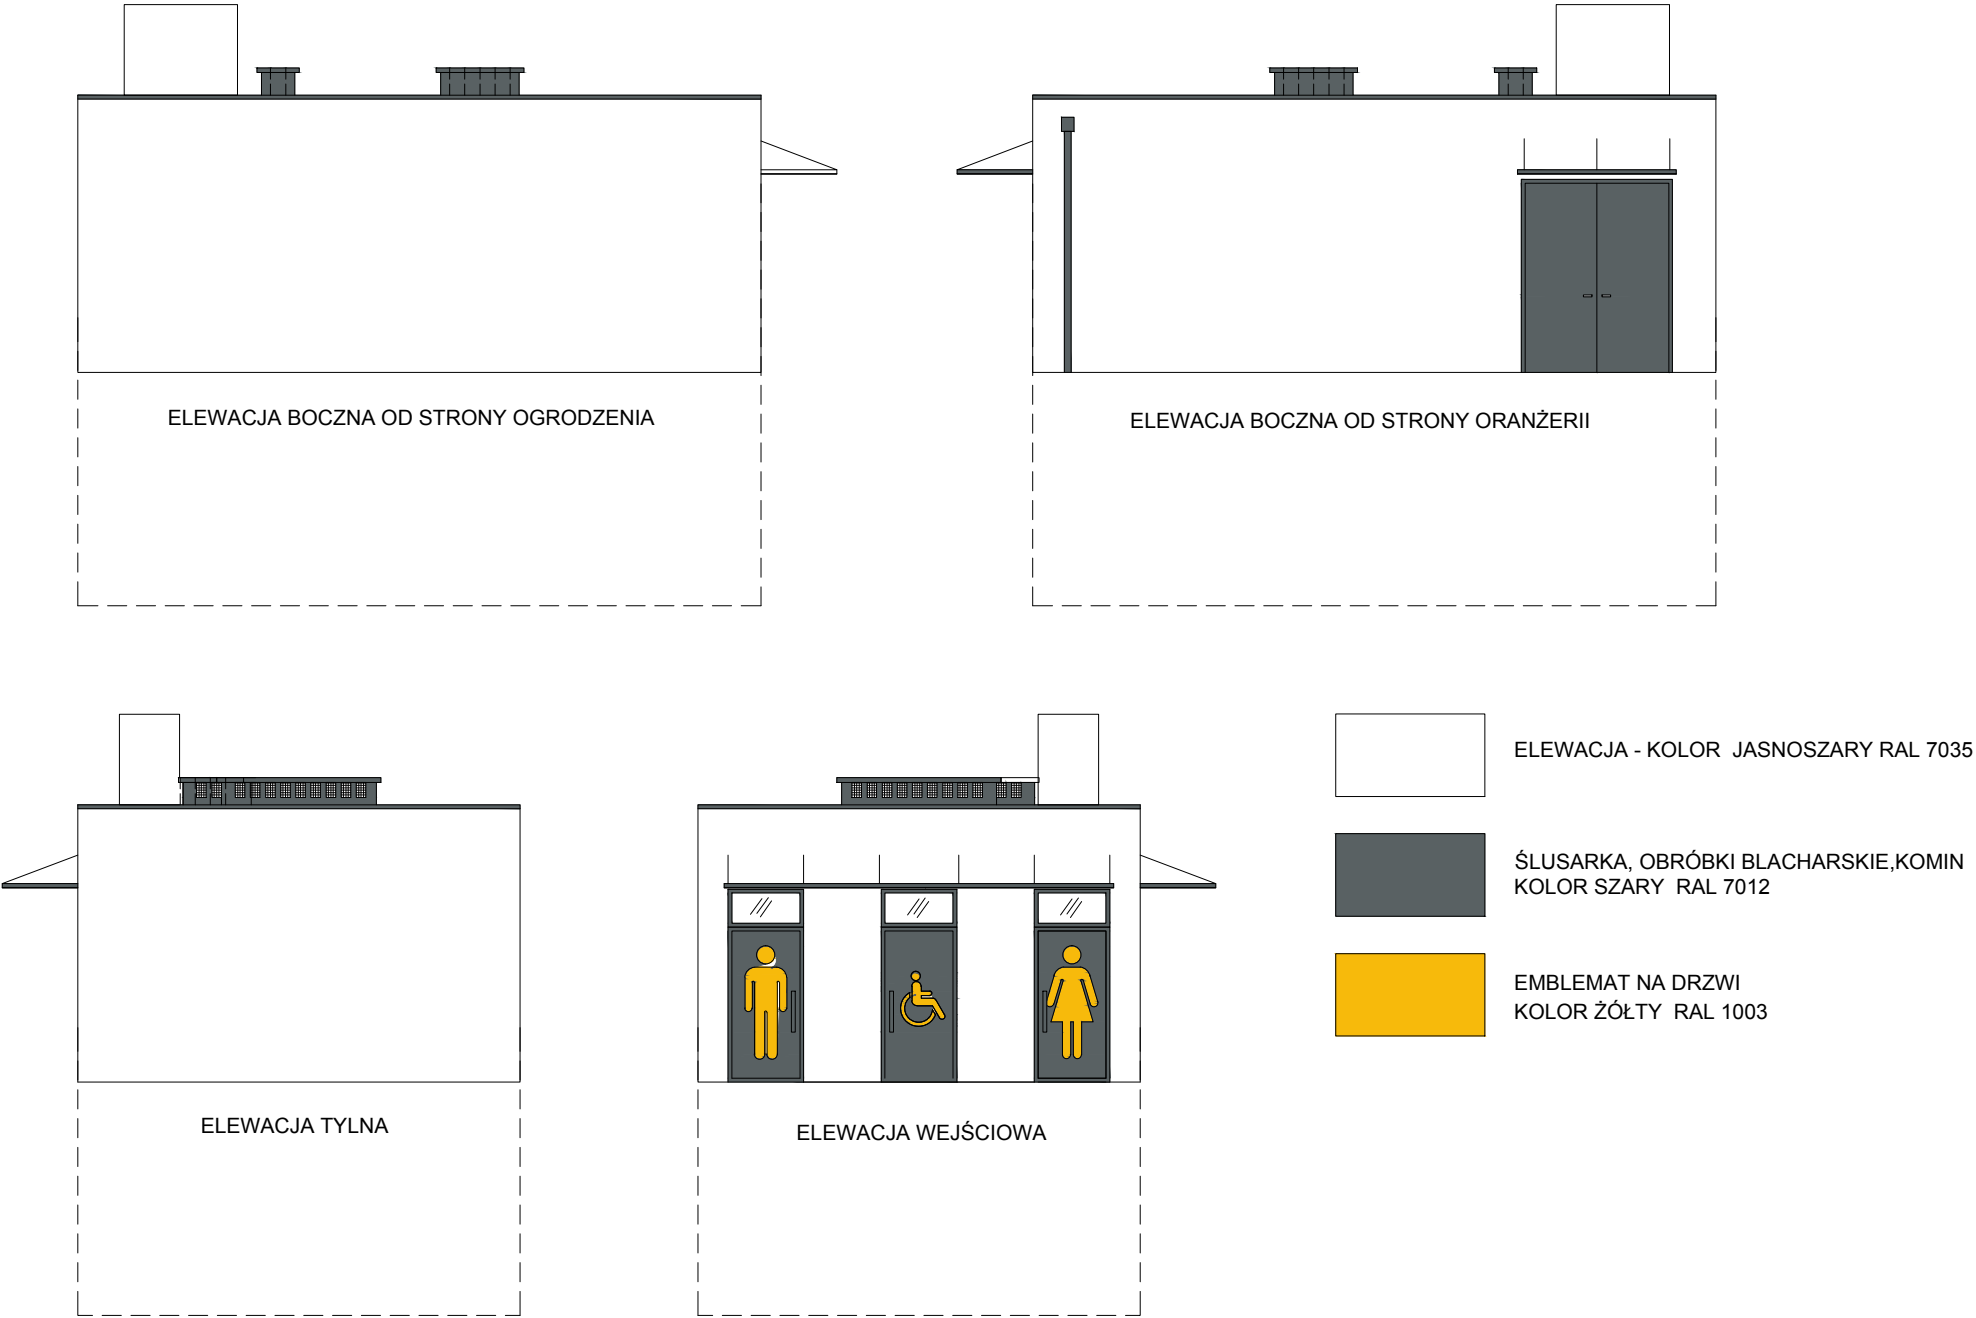 ELEWACJA BOCZNA OD STRONY OGRODZENIA
ELEWACJA BOCZNA OD STRONY ORANŻERII
ELEWACJA - KOLOR JASNOSZARY RAL 7035
ŚLUSARKA, OBRÓBKI BLACHARSKIE,KOMIN
KOLOR SZARY RAL 7012
EMBLEMAT NA DRZWI
KOLOR ŻÓŁTY RAL 1003
ELEWACJA TYLNA
ELEWACJA WEJŚCIOWA